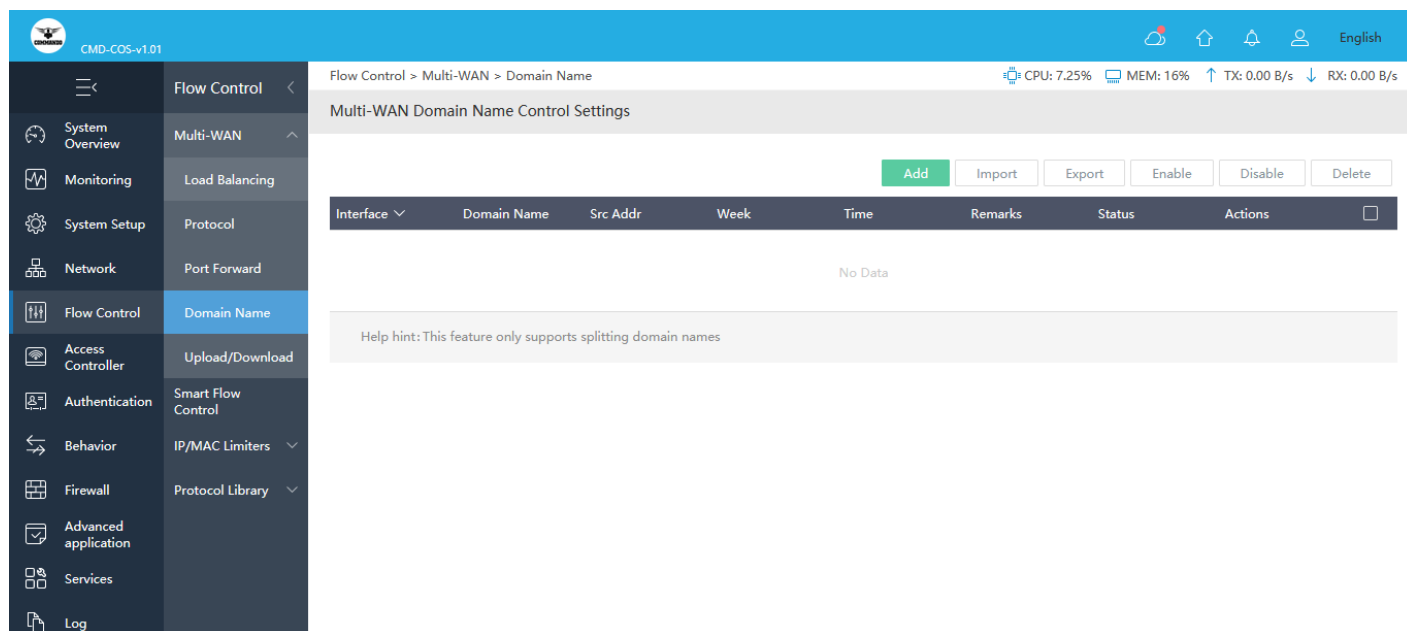 COMMANDO
CMD-COS-v1.01
English
Flow Control > Multi-WAN > Domain Name
CPU: 7.25%
MEM: 16%
TX: 0.00 B/s
RX: 0.00 B/s
System Overview
Monitoring
System Setup
Network
Flow Control
Access Controller
Authentication
Behavior
Firewall
Advanced application
Services
Log
Flow Control
Multi-WAN
Load Balancing
Protocol
Port Forward
Domain Name
Upload/Download
Smart Flow Control
IP/MAC Limiters
Protocol Library
Multi-WAN Domain Name Control Settings
Add Import Export Enable Disable Delete
Interface Domain Name Src Addr Week Time Remarks Status Actions
No Data
Help hint: This feature only supports splitting domain names